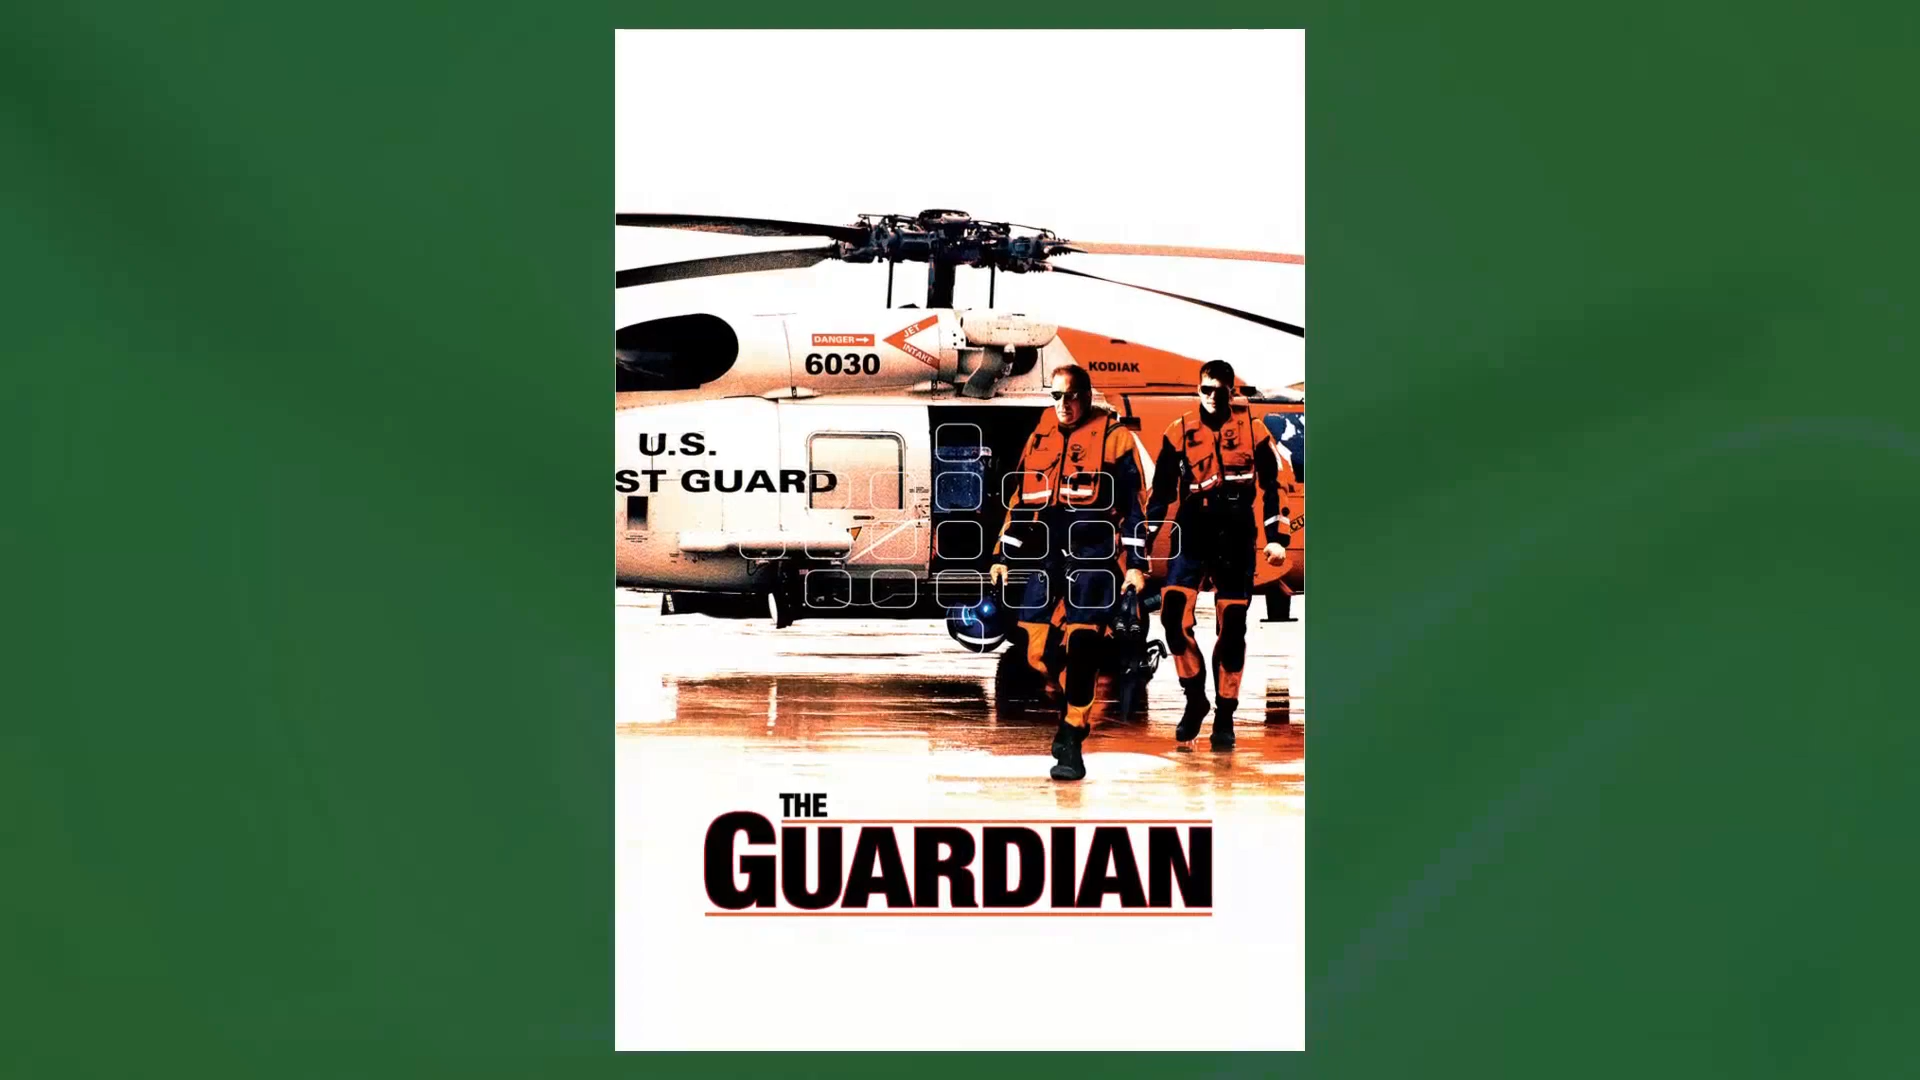 DANGER
JET
INTAKE
6030
KODIAK
U.S.
ST GUARD
THE
GUARDIAN